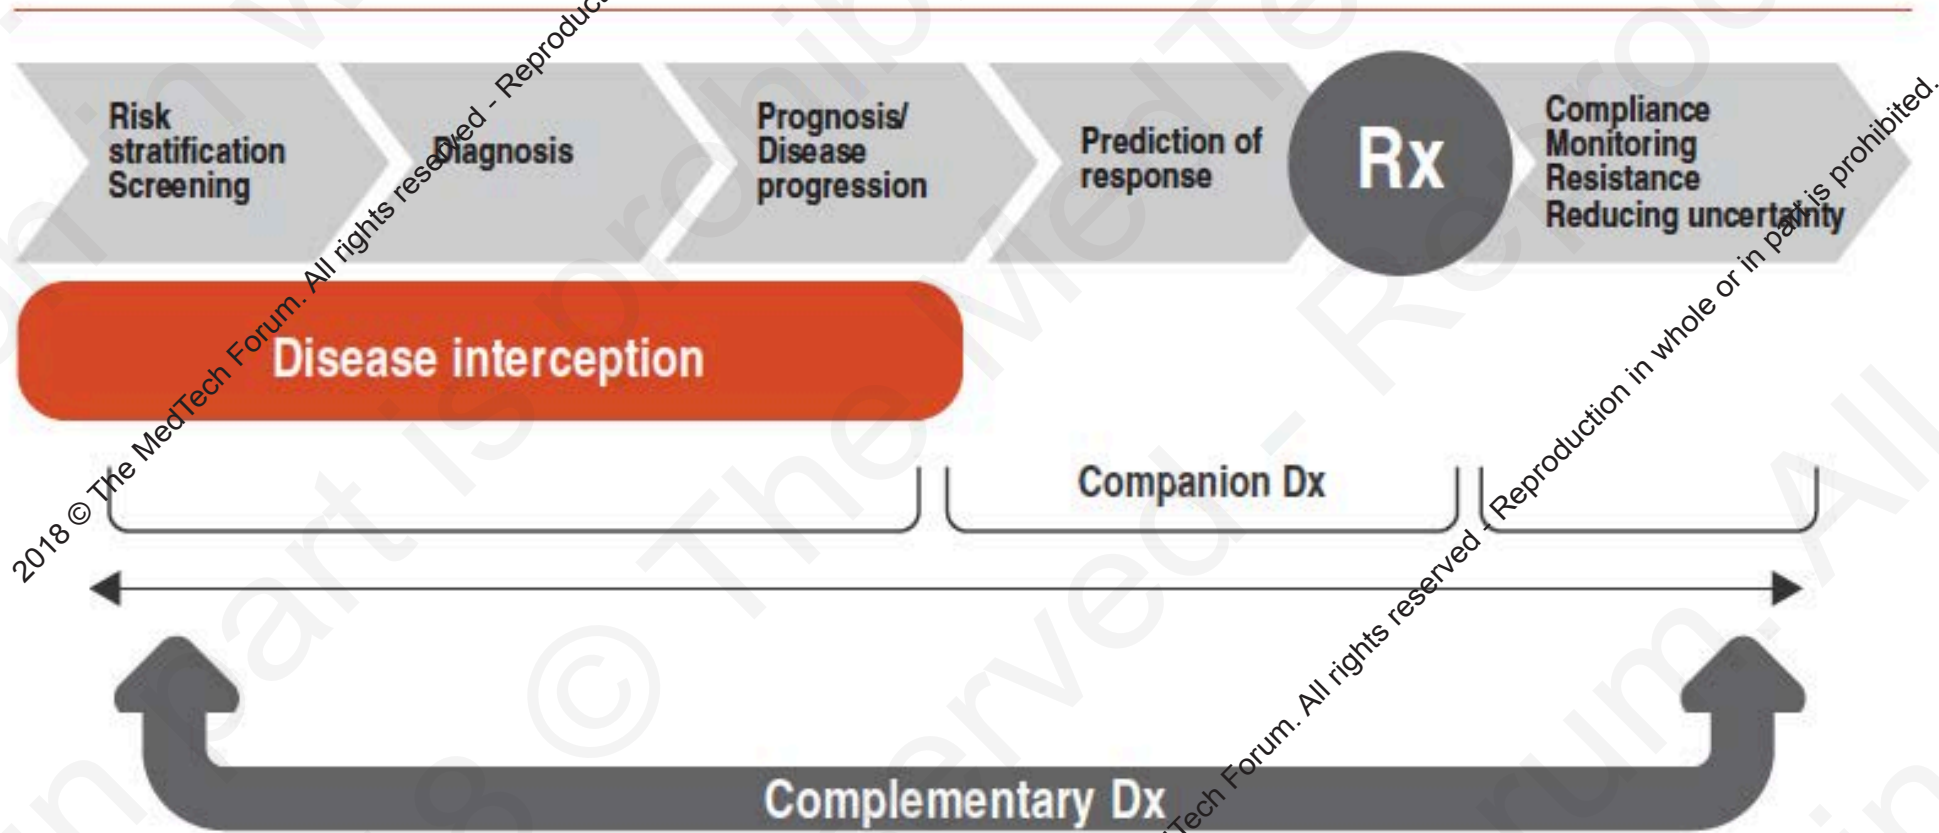 Risk
stratification
Screening
Diagnosis
Prognosis/
Disease
progression
Prediction of
response
Rx
Compliance
Monitoring
Resistance
Reducing uncertainty
Disease interception
Companion Dx
Complementary Dx
2018 © The MedTech Forum. All rights reserved - Reproduc
Tech Forum. All rights reserved - Reproduction in whole or in part is prohibited.